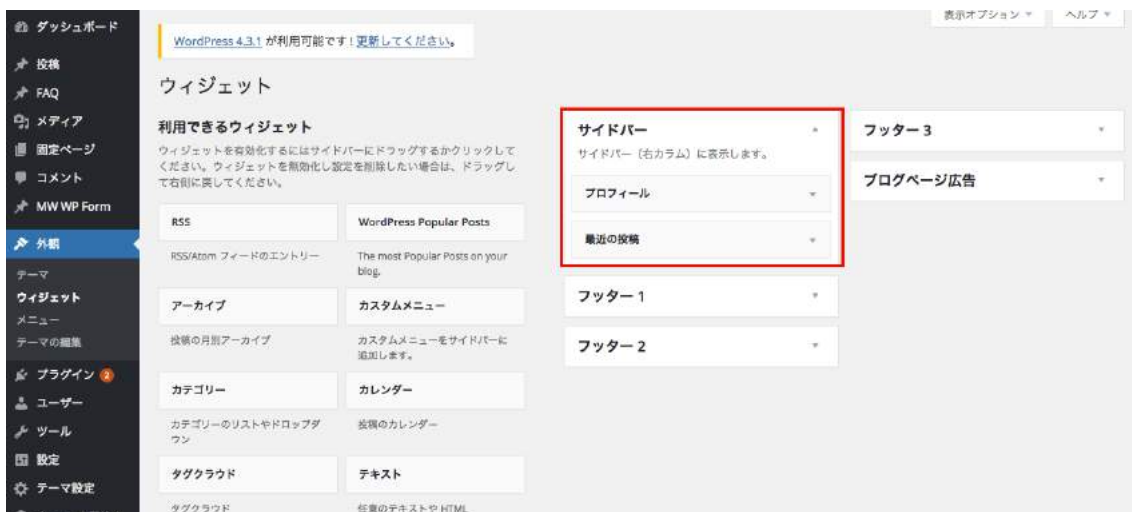 ダッシュボード
投稿
FAQ
メディア
固定ページ
コメント
MW WP Form
外観
テーマ
ウィジェット
メニュー
テーマの編集
プラグイン 2
ユーザー
ツール
設定
テーマ設定
表示オプション
ヘルプ
WordPress 4.3.1 が利用可能です ! 更新してください。
ウィジェット
利用できるウィジェット
ウィジェットを有効化するにはサイドバーにドラッグするかクリックして
ください。ウィジェットを無効化し設定を削除したい場合は、ドラッグし
て右側に戻してください。
RSS
RSS/Atom フィードのエントリー
WordPress Popular Posts
The most Popular Posts on your
blog.
アーカイブ
投稿の月別アーカイブ
カスタムメニュー
カスタムメニューをサイドバーに
追加します。
カテゴリー
カテゴリーのリストやドロップダ
ウン
カレンダー
投稿のカレンダー
タグクラウド
タグクラウド
テキスト
任意のテキストや HTML
サイドバー
サイドバー（右カラム）に表示します。
プロフィール
最近の投稿
フッター 1
フッター 2
フッター 3
ブログページ広告